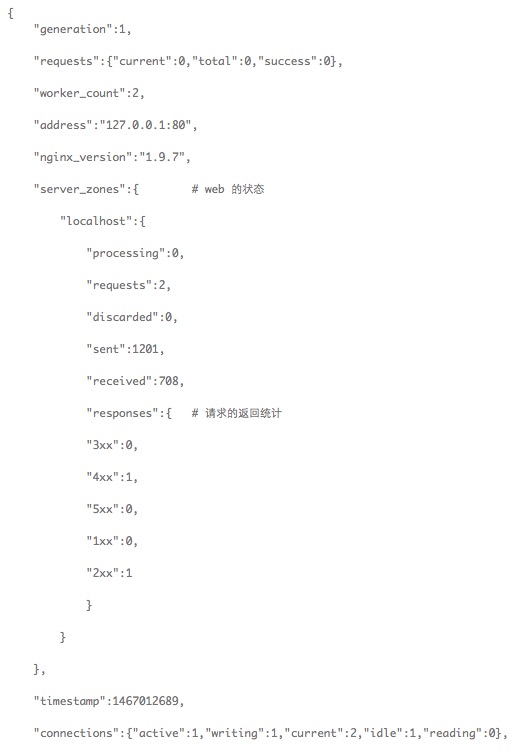 {
"generation":1,
"requests":{"current":0,"total":0,"success":0},
"worker_count":2,
"address":"127.0.0.1:80",
"nginx_version":"1.9.7",
"server_zones":{        # web 的状态
"localhost":{
"processing":0,
"requests":2,
"discarded":0,
"sent":1201,
"received":708,
"responses":{   # 请求的返回统计
"3xx":0,
"4xx":1,
"5xx":0,
"1xx":0,
"2xx":1
}
}
},
"timestamp":1467012689,
"connections":{"active":1,"writing":1,"current":2,"idle":1,"reading":0},